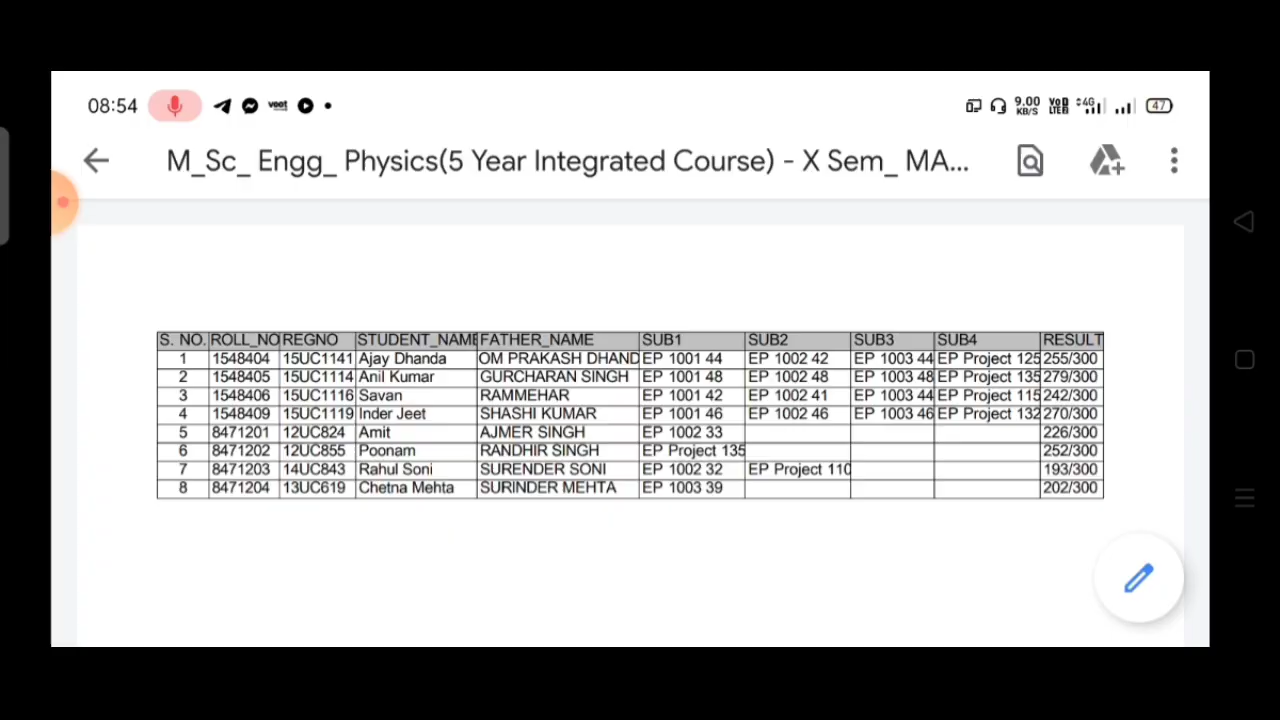 08:54 voot 9.00 KB/S VoD LTE2 4G 47
M_Sc_ Engg_ Physics(5 Year Integrated Course) - X Sem_ MA...
S. NO. ROLL_NO REGNO STUDENT_NAME FATHER_NAME SUB1 SUB2 SUB3 SUB4 RESULT
1 1548404 15UC1141 Ajay Dhanda OM PRAKASH DHAND EP 1001 44 EP 1002 42 EP 1003 44 EP Project 125 255/300
2 1548405 15UC1114 Anil Kumar GURCHARAN SINGH EP 1001 48 EP 1002 48 EP 1003 48 EP Project 135 279/300
3 1548406 15UC1116 Savan RAMMEHAR EP 1001 42 EP 1002 41 EP 1003 44 EP Project 115 242/300
4 1548409 15UC1119 Inder Jeet SHASHI KUMAR EP 1001 46 EP 1002 46 EP 1003 46 EP Project 132 270/300
5 8471201 12UC824 Amit AJMER SINGH EP 1002 33 226/300
6 8471202 12UC855 Poonam RANDHIR SINGH EP Project 135 252/300
7 8471203 14UC843 Rahul Soni SURENDER SONI EP 1002 32 EP Project 110 193/300
8 8471204 13UC619 Chetna Mehta SURINDER MEHTA EP 1003 39 202/300